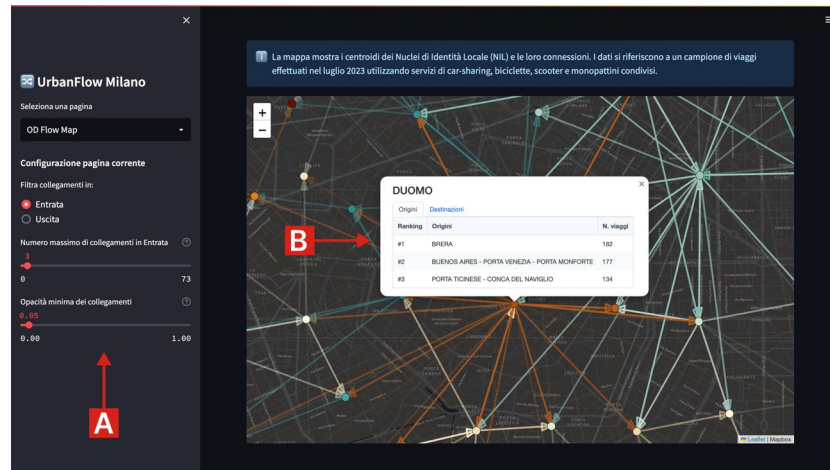 ×
UrbanFlow Milano
Seleziona una pagina
OD Flow Map
Configurazione pagina corrente
Filtra collegamenti in:
Entrata
Uscita
Numero massimo di collegamenti in Entrata
3
0 73
Opacità minima dei collegamenti
0.05
0.00 1.00
A
La mappa mostra i centroidi dei Nuclei di Identità Locale (NIL) e le loro connessioni. I dati si riferiscono a un campione di viaggi
effettuati nel luglio 2023 utilizzando servizi di car-sharing, biciclette, scooter e monopattini condivisi.
+
−
DUOMO
×
Origini Destinazioni
Ranking Origini N. viaggi
#1 BRERA 182
#2 BUENOS AIRES - PORTA VENEZIA - PORTA MONFORTE 177
#3 PORTA TICINESE - CONCA DEL NAVIGLIO 134
B
Leaflet | Mapbox